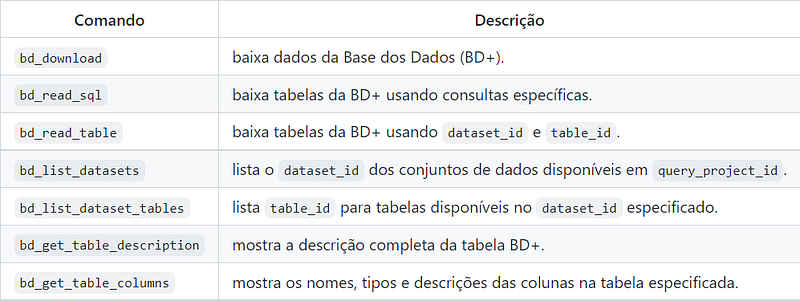 Comando Descrição
bd_download baixa dados da Base dos Dados (BD+).
bd_read_sql baixa tabelas da BD+ usando consultas específicas.
bd_read_table baixa tabelas da BD+ usando dataset_id e table_id.
bd_list_datasets lista o dataset_id dos conjuntos de dados disponíveis em query_project_id.
bd_list_dataset_tables lista table_id para tabelas disponíveis no dataset_id especificado.
bd_get_table_description mostra a descrição completa da tabela BD+.
bd_get_table_columns mostra os nomes, tipos e descrições das colunas na tabela especificada.